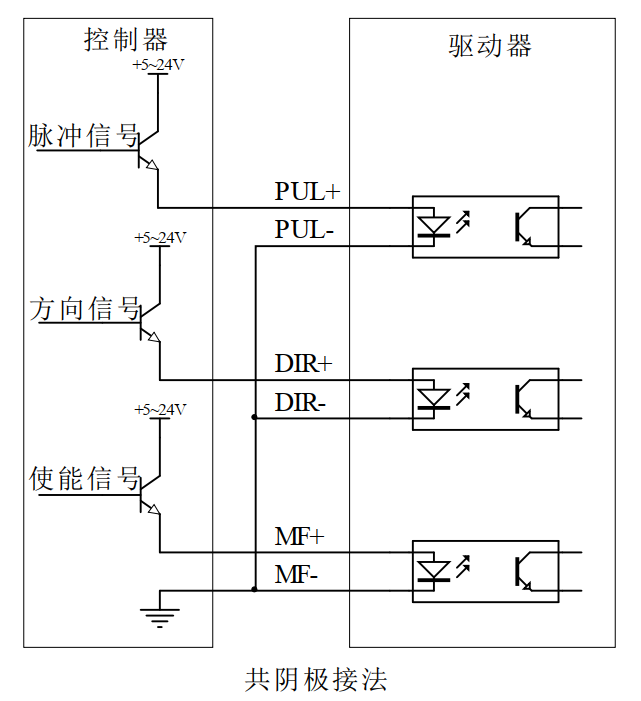 控制器
驱动器
+5~24V
脉冲信号
PUL+
PUL-
+5~24V
方向信号
DIR+
DIR-
+5~24V
使能信号
MF+
MF-
共阴极接法